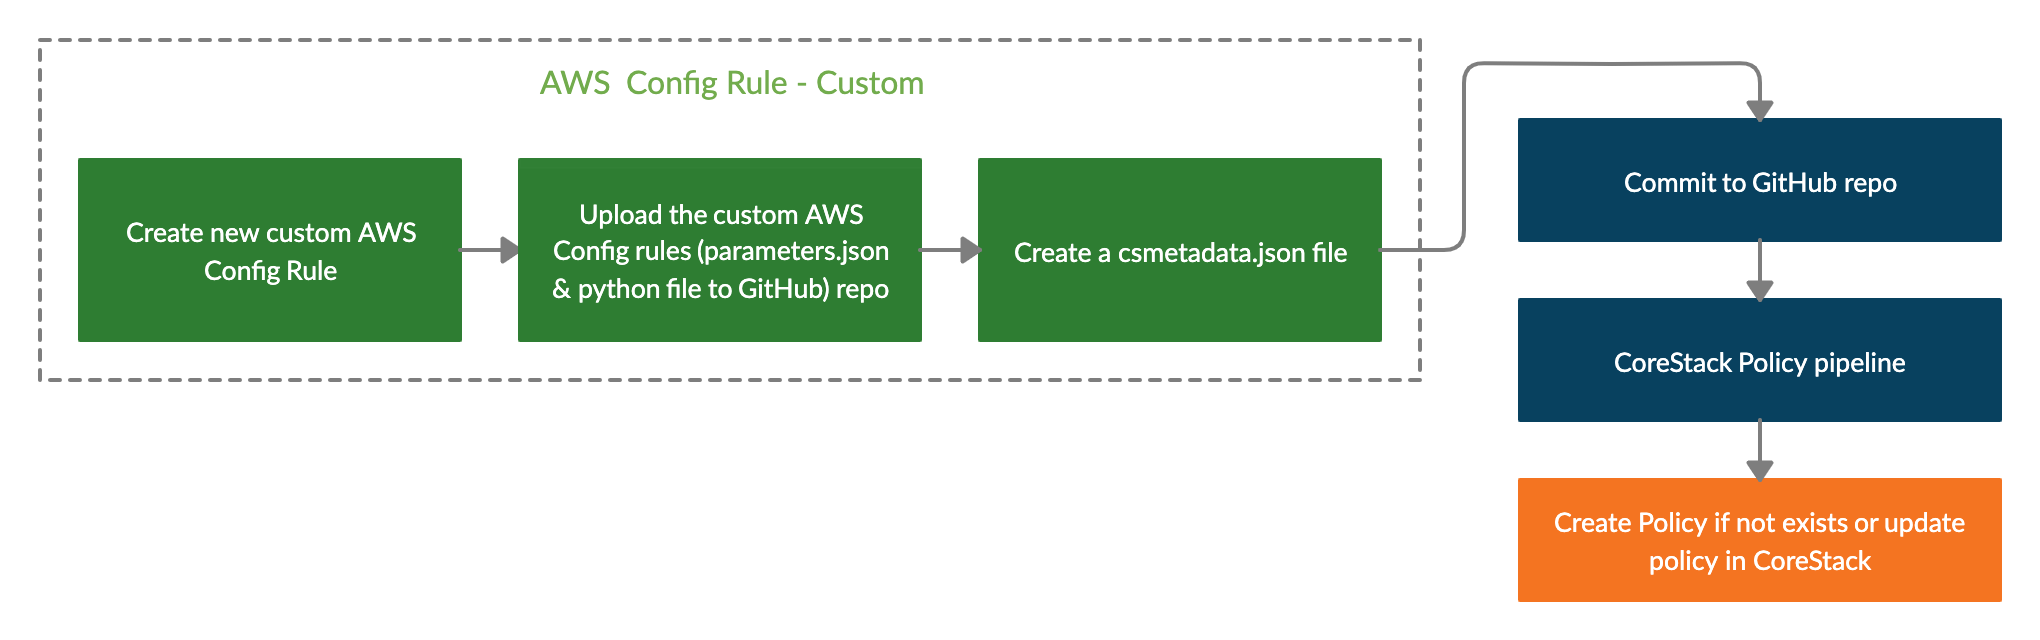 AWS  Config Rule - Custom
Create new custom AWS
Config Rule
Upload the custom AWS
Config rules (parameters.json
& python file to GitHub) repo
Create a csmetadata.json file
Commit to GitHub repo
CoreStack Policy pipeline
Create Policy if not exists or update
policy in CoreStack